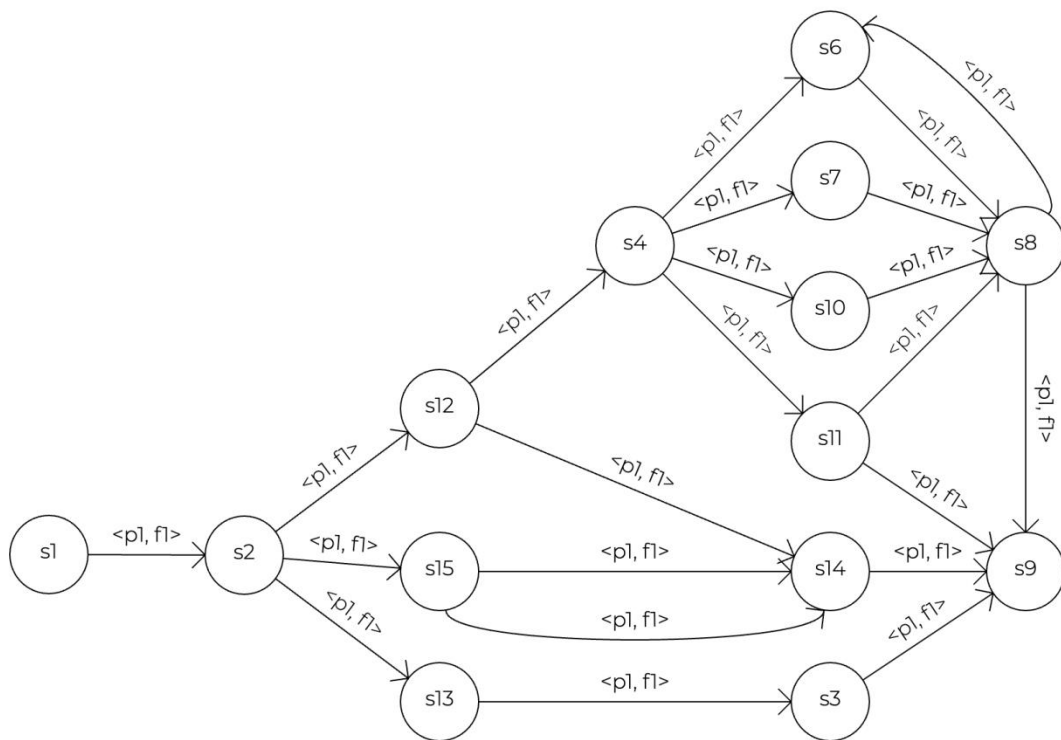 s6
<p1, f1>
<p1, f1>
<p1, f1>
s7
<p1, f1>
<p1, f1>
s4
s8
<p1, f1>
<p1, f1>
s10
<p1, f1>
<p1, f1>
<p1, f1>
s12
<p1, f1>
s11
<p1, f1>
<p1, f1>
<p1, f1>
s1
<p1, f1>
s2
<p1, f1>
s15
<p1, f1>
s14
<p1, f1>
s9
<p1, f1>
<p1, f1>
<p1, f1>
s13
<p1, f1>
s3
<p1, f1>